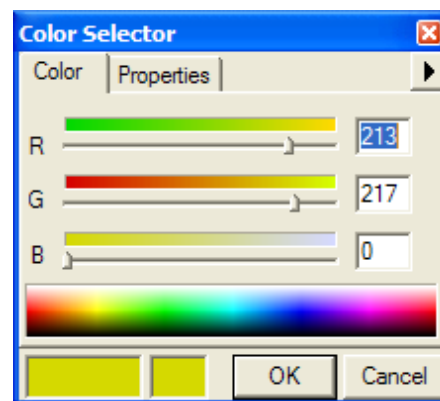 Color Selector
Color Properties
R 213
G 217
B 0
OK Cancel